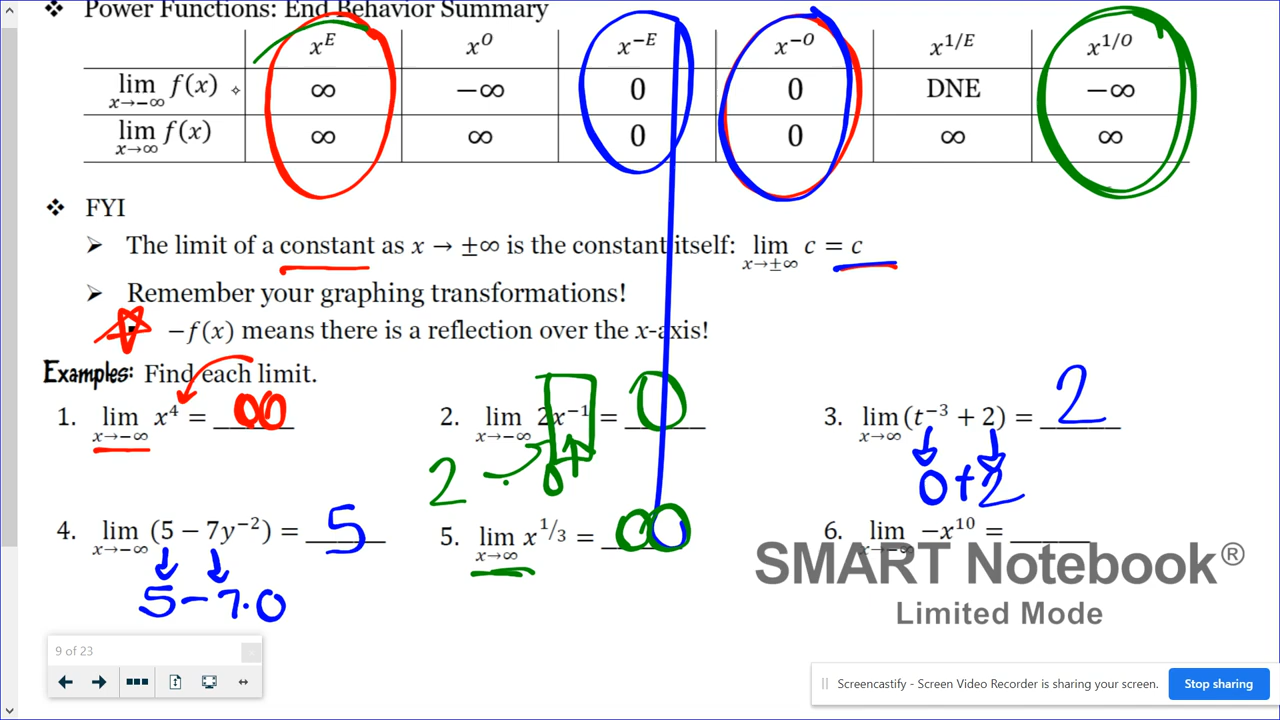 ❖ Power Functions: End Behavior Summary
x^E x^O x^−E x^−O x^1/E x^1/O
lim x→−∞ f(x) ∞ −∞ 0 0 DNE −∞
lim x→∞ f(x) ∞ ∞ 0 0 ∞ ∞
❖ FYI
➢ The limit of a constant as x → ±∞ is the constant itself: lim x→±∞ c = c
➢ Remember your graphing transformations!
▪ −f(x) means there is a reflection over the x-axis!
Examples: Find each limit.
1. lim x→−∞ x^4 = ∞
2. lim x→−∞ 2x^−1 = 0
3. lim x→∞ (t^−3 + 2) = 2
2 0
0 + 2
4. lim x→−∞ (5 − 7y^−2) = 5
5. lim x→∞ x^1/3 = ∞
6. lim x→−∞ −x^10 = ______
5 − 7·0
SMART Notebook®
Limited Mode
9 of 23
Screencastify - Screen Video Recorder is sharing your screen.
Stop sharing